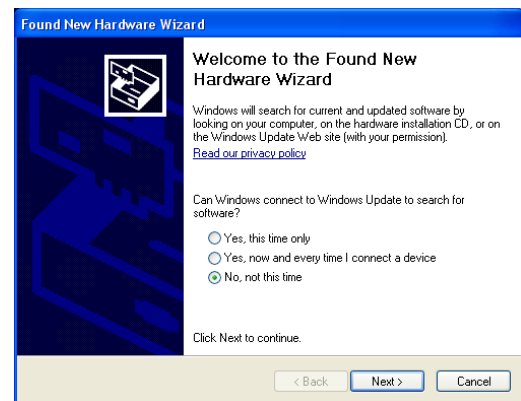 Found New Hardware Wizard
Welcome to the Found New
Hardware Wizard
Windows will search for current and updated software by
looking on your computer, on the hardware installation CD, or on
the Windows Update Web site (with your permission).
Read our privacy policy
Can Windows connect to Windows Update to search for
software?
Yes, this time only
Yes, now and every time I connect a device
No, not this time
Click Next to continue.
< Back Next > Cancel